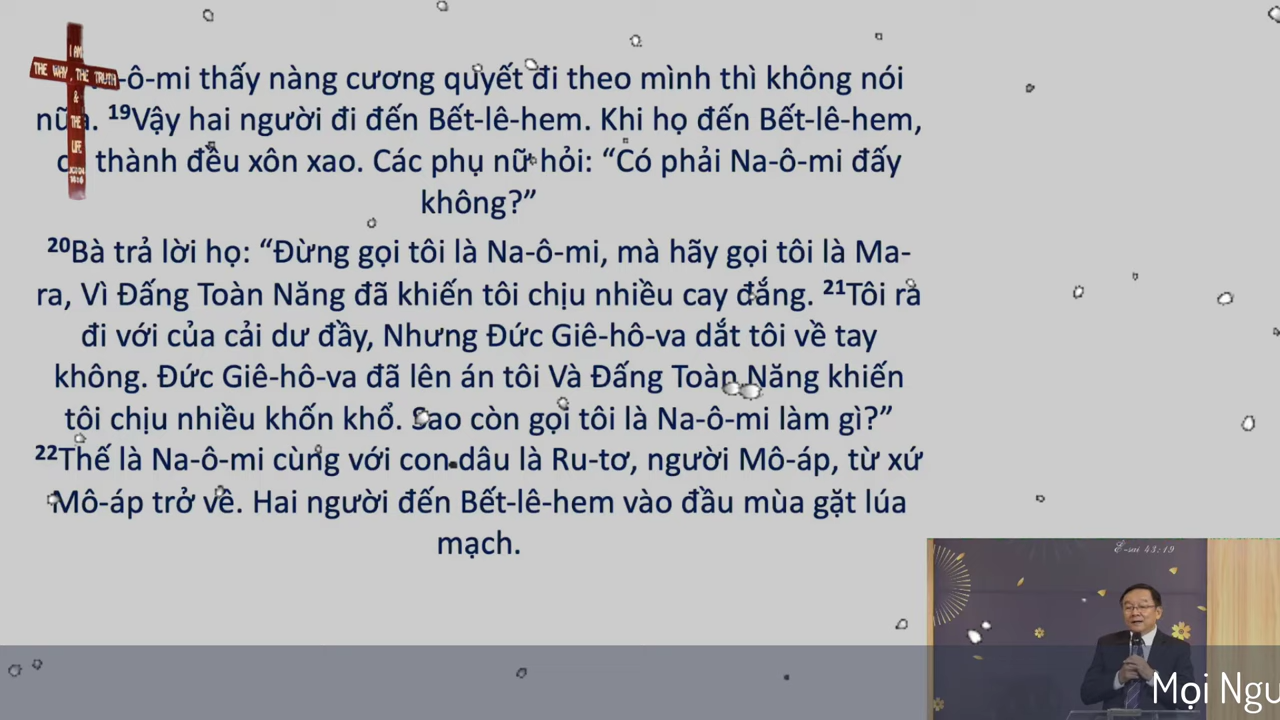 I AM
THE WAY, THE TRUTH
&
THE
LIFE
-ô-mi thấy nàng cương quyết đi theo mình thì không nói
nữa. 19Vậy hai người đi đến Bết-lê-hem. Khi họ đến Bết-lê-hem,
thành đều xôn xao. Các phụ nữ hỏi: “Có phải Na-ô-mi đấy
không?”
20Bà trả lời họ: “Đừng gọi tôi là Na-ô-mi, mà hãy gọi tôi là Ma-
ra, Vì Đấng Toàn Năng đã khiến tôi chịu nhiều cay đắng. 21Tôi ra
đi với của cải dư đầy, Nhưng Đức Giê-hô-va dắt tôi về tay
không. Đức Giê-hô-va đã lên án tôi Và Đấng Toàn Năng khiến
tôi chịu nhiều khốn khổ. Sao còn gọi tôi là Na-ô-mi làm gì?”
22Thế là Na-ô-mi cùng với con dâu là Ru-tơ, người Mô-áp, từ xứ
Mô-áp trở về. Hai người đến Bết-lê-hem vào đầu mùa gặt lúa
mạch.
Ê-sai 43:19
Mọi Ngư